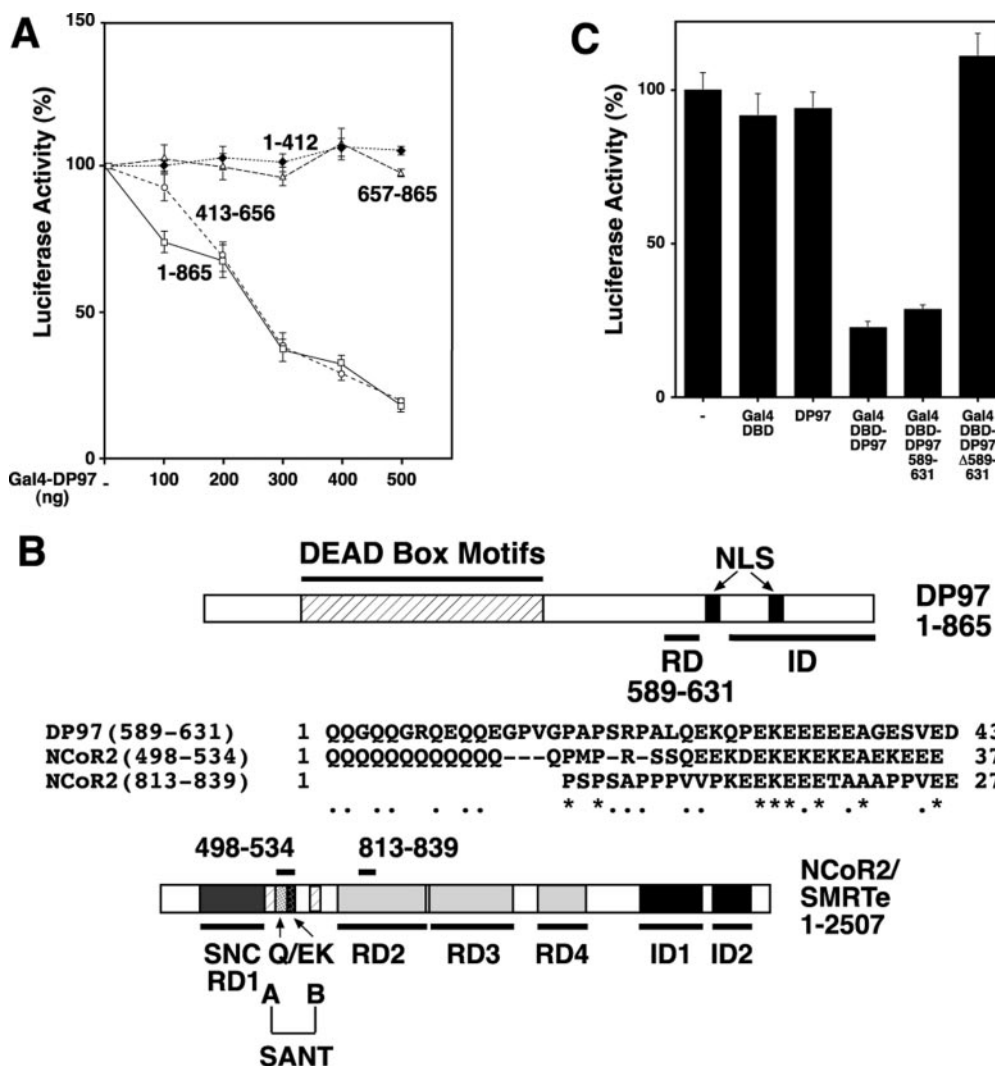 A
150
100
50
0
Luciferase Activity (%)
1-412
657-865
413-656
1-865
Gal4-DP97
(ng)
- 100 200 300 400 500
C
100
50
0
Luciferase Activity (%)
-
Gal4
DBD
DP97
Gal4
DBD-
DP97
Gal4
DBD-
DP97
589-
631
Gal4
DBD-
DP97
Δ589-
631
B
DEAD Box Motifs
NLS
DP97
1-865
RD
589-631
ID
DP97(589-631) 1 QQGQQGRQEQQEGPVGPAPSRPALQEKQPEKEEEEEAGESVED 43
NCoR2(498-534) 1 QQQQQQQQQQQQ---QPMP-R-SSQEEKDEKEKEKEAEKEEE 37
NCoR2(813-839) 1 PSPSAPPPVVPKEEKEEETAAAPPVEE 27
.. . . * *. . .. ***.* * .*
498-534
813-839
NCoR2/
SMRTe
1-2507
SNC
RD1
Q/EK
RD2
RD3
RD4
ID1
ID2
A B
SANT